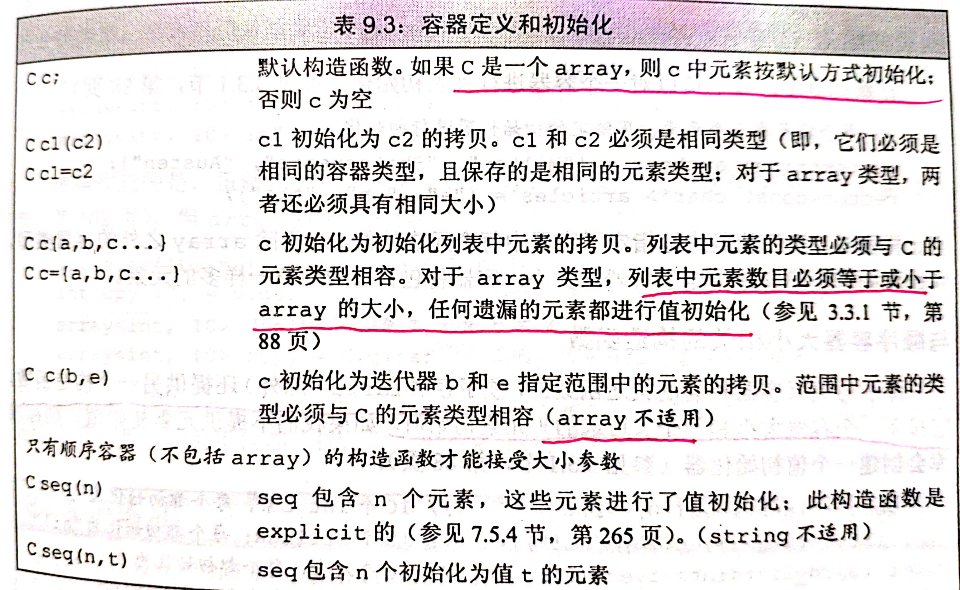 表 9.3：容器定义和初始化
C c; 默认构造函数。如果 C 是一个 array，则 c 中元素按默认方式初始化；
否则 c 为空
C c1(c2) c1 初始化为 c2 的拷贝。c1 和 c2 必须是相同类型（即，它们必须是
C c1=c2 相同的容器类型，且保存的是相同的元素类型；对于 array 类型，两
者还必须具有相同大小）
C c{a,b,c...} c 初始化为初始化列表中元素的拷贝。列表中元素的类型必须与 C 的
C c={a,b,c...} 元素类型相容。对于 array 类型，列表中元素数目必须等于或小于
array 的大小，任何遗漏的元素都进行值初始化（参见 3.3.1 节，第
88 页）
C c(b,e) c 初始化为迭代器 b 和 e 指定范围中的元素的拷贝。范围中元素的类
型必须与 C 的元素类型相容（array 不适用）
只有顺序容器（不包括 array）的构造函数才能接受大小参数
C seq(n) seq 包含 n 个元素，这些元素进行了值初始化；此构造函数是
explicit 的（参见 7.5.4 节，第 265 页）。（string 不适用）
C seq(n,t) seq 包含 n 个初始化为值 t 的元素